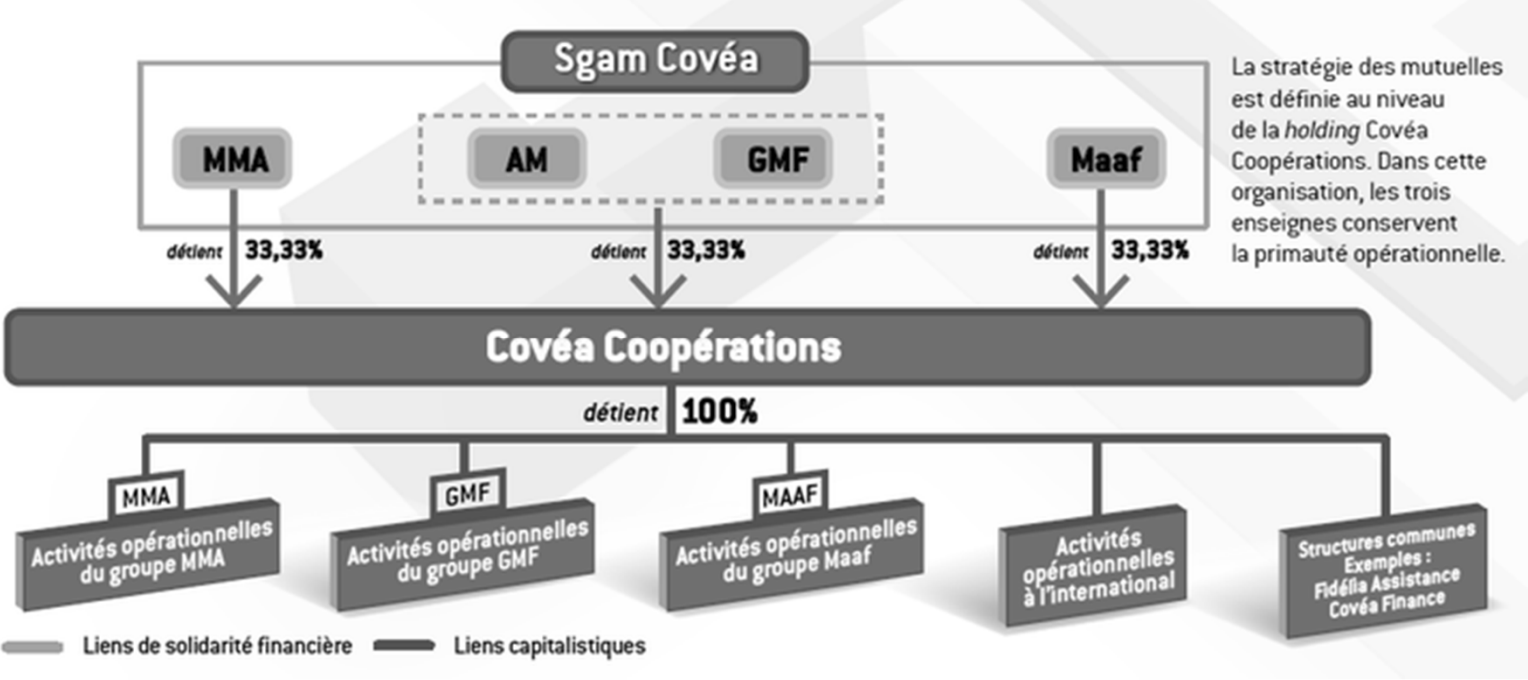 Sgam Covéa
MMA
AM
GMF
Maaf
La stratégie des mutuelles
est définie au niveau
de la holding Covéa
Coopérations. Dans cette
organisation, les trois
enseignes conservent
la primauté opérationnelle.
détient 33,33%
détient 33,33%
détient 33,33%
Covéa Coopérations
détient 100%
MMA
Activités opérationnelles
du groupe MMA
GMF
Activités opérationnelles
du groupe GMF
MAAF
Activités opérationnelles
du groupe Maaf
Activités
opérationnelles
à l'international
Structures communes
Exemples :
Fidélia Assistance
Covéa Finance
Liens de solidarité financière
Liens capitalistiques